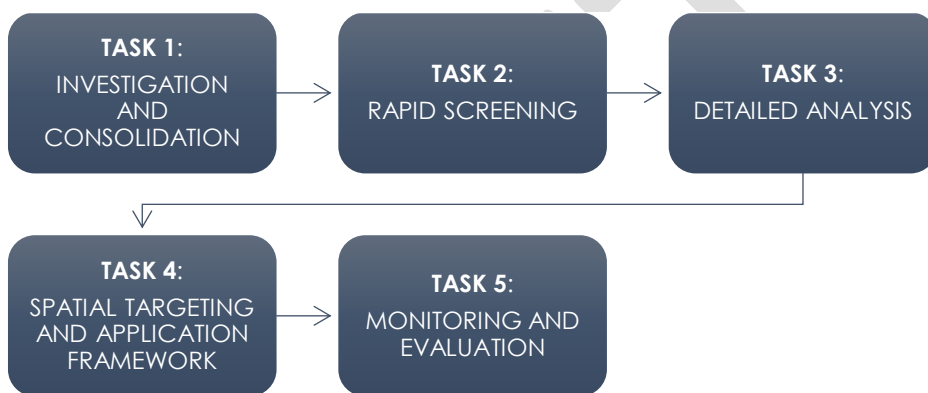 TASK 1:
INVESTIGATION
AND
CONSOLIDATION
TASK 2:
RAPID SCREENING
TASK 3:
DETAILED ANALYSIS
TASK 4:
SPATIAL TARGETING
AND APPLICATION
FRAMEWORK
TASK 5:
MONITORING AND
EVALUATION